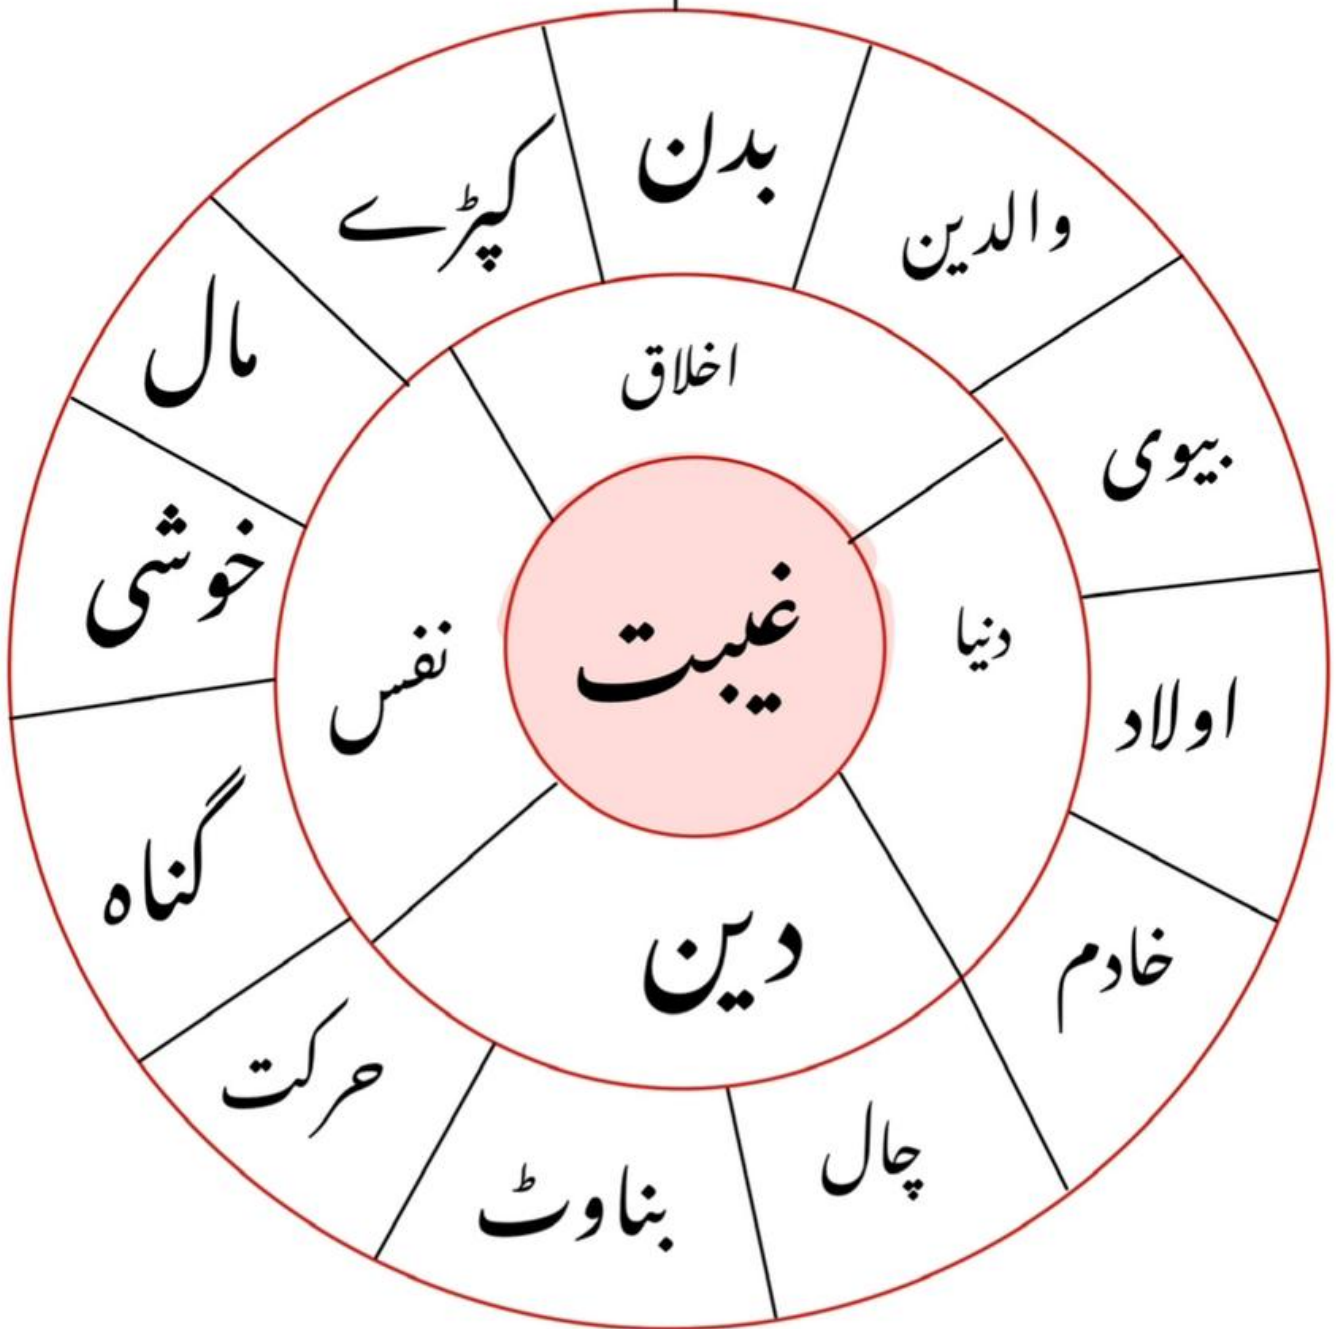 غیبت
اخلاق
دنیا
دین
نفس
بدن
والدین
بیوی
اولاد
خادم
چال
بناوٹ
حرکت
گناہ
خوشی
مال
کپڑے